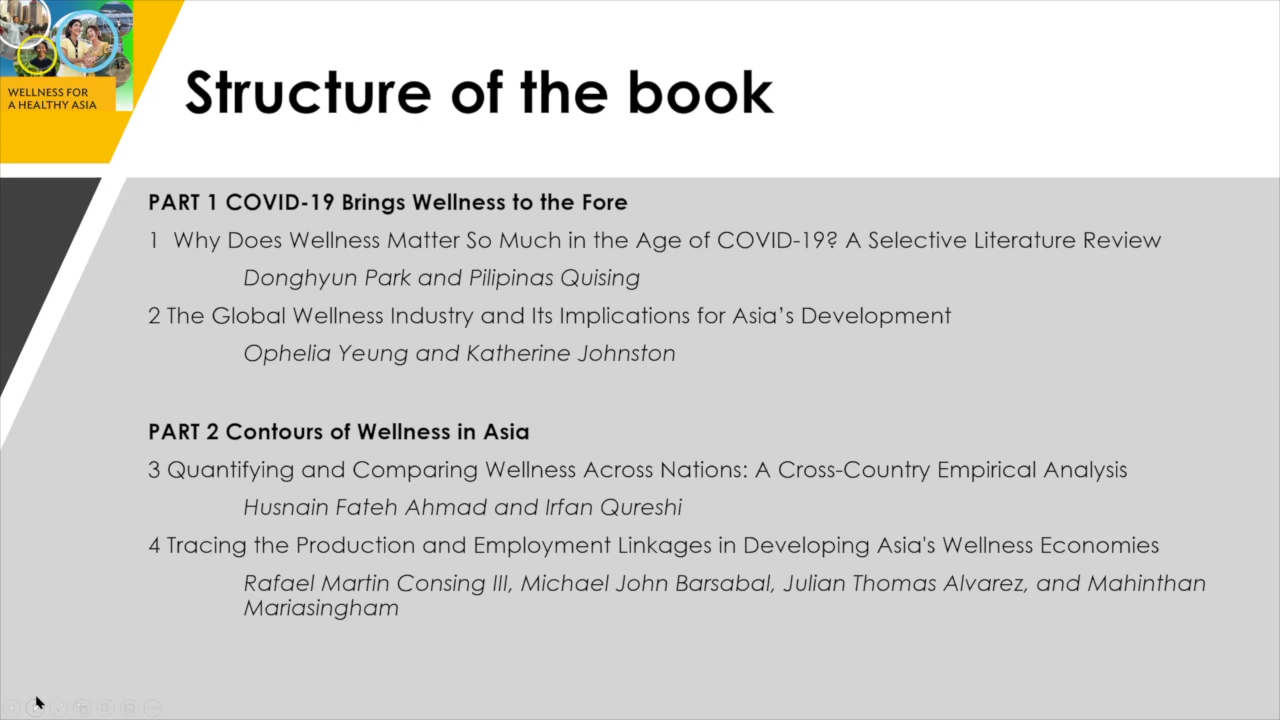 WELLNESS FOR
A HEALTHY ASIA
Structure of the book
PART 1 COVID-19 Brings Wellness to the Fore
1 Why Does Wellness Matter So Much in the Age of COVID-19? A Selective Literature Review
Donghyun Park and Pilipinas Quising
2 The Global Wellness Industry and Its Implications for Asia’s Development
Ophelia Yeung and Katherine Johnston
PART 2 Contours of Wellness in Asia
3 Quantifying and Comparing Wellness Across Nations: A Cross-Country Empirical Analysis
Husnain Fateh Ahmad and Irfan Qureshi
4 Tracing the Production and Employment Linkages in Developing Asia's Wellness Economies
Rafael Martin Consing III, Michael John Barsabal, Julian Thomas Alvarez, and Mahinthan
Mariasingham